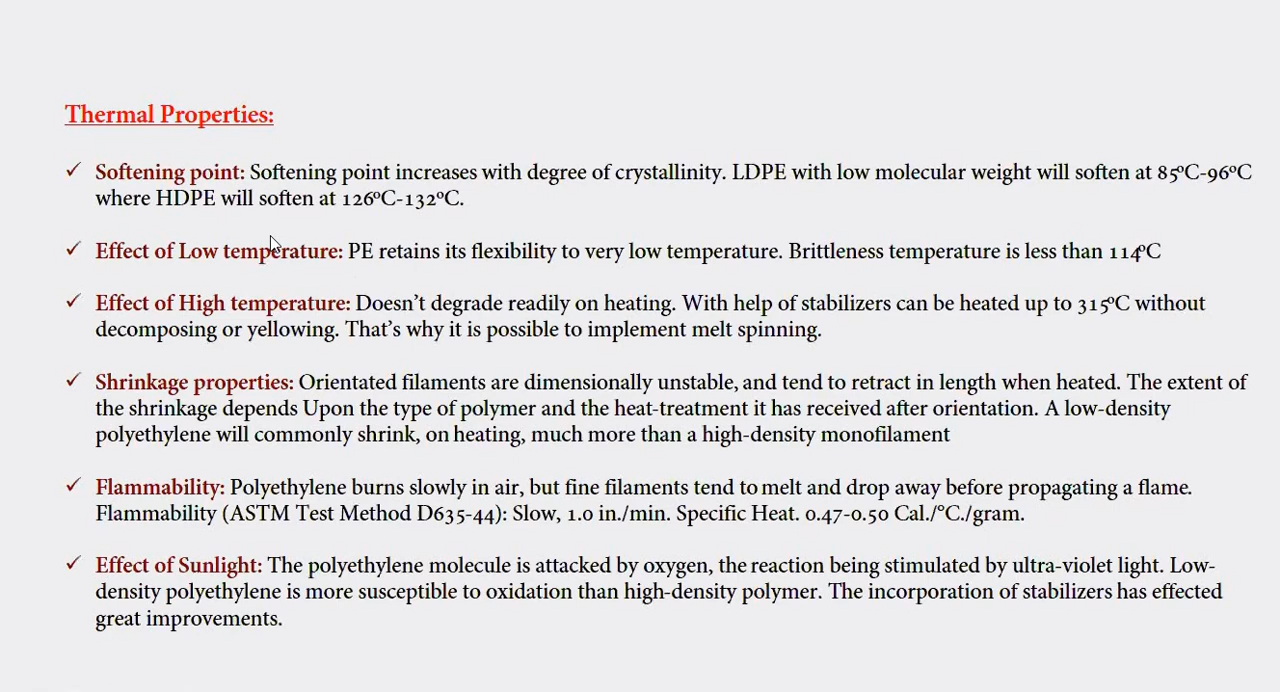 Thermal Properties:
✓ Softening point: Softening point increases with degree of crystallinity. LDPE with low molecular weight will soften at 85ºC-96ºC
where HDPE will soften at 126ºC-132ºC.
✓ Effect of Low temperature: PE retains its flexibility to very low temperature. Brittleness temperature is less than 114ºC
✓ Effect of High temperature: Doesn’t degrade readily on heating. With help of stabilizers can be heated up to 315ºC without
decomposing or yellowing. That’s why it is possible to implement melt spinning.
✓ Shrinkage properties: Orientated filaments are dimensionally unstable, and tend to retract in length when heated. The extent of
the shrinkage depends Upon the type of polymer and the heat-treatment it has received after orientation. A low-density
polyethylene will commonly shrink, on heating, much more than a high-density monofilament
✓ Flammability: Polyethylene burns slowly in air, but fine filaments tend to melt and drop away before propagating a flame.
Flammability (ASTM Test Method D635-44): Slow, 1.0 in./min. Specific Heat. 0.47-0.50 Cal./°C./gram.
✓ Effect of Sunlight: The polyethylene molecule is attacked by oxygen, the reaction being stimulated by ultra-violet light. Low-
density polyethylene is more susceptible to oxidation than high-density polymer. The incorporation of stabilizers has effected
great improvements.